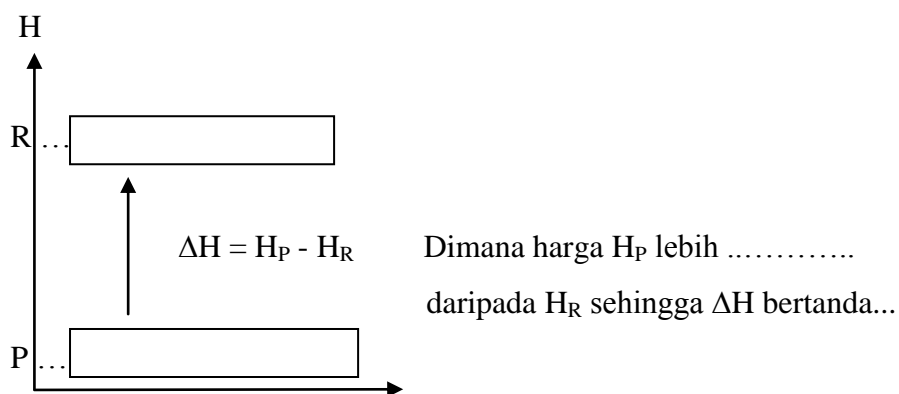 H
R ...
ΔH = H_P - H_R
Dimana harga H_P lebih ..............
daripada H_R sehingga ΔH bertanda...
P ...